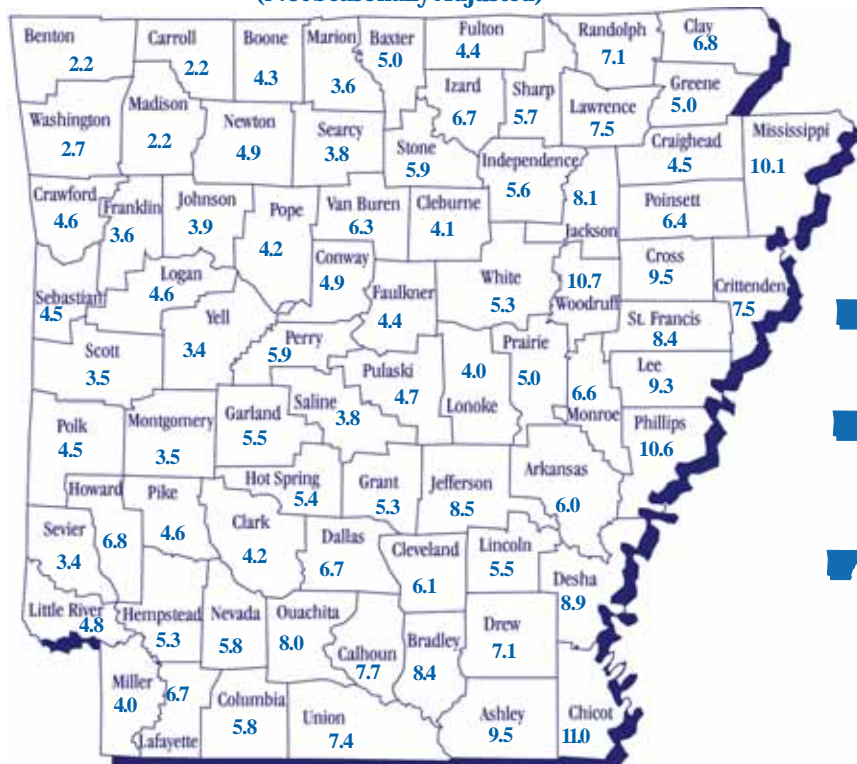 (Not Seasonally Adjusted)
Benton
2.2
Carroll
2.2
Boone
4.3
Marion
3.6
Baxter
5.0
Fulton
4.4
Randolph
7.1
Clay
6.8
Izard
6.7
Sharp
5.7
Lawrence
7.5
Greene
5.0
Washington
2.7
Madison
2.2
Newton
4.9
Searcy
3.8
Stone
5.9
Independence
5.6
Craighead
4.5
Mississippi
10.1
Crawford
4.6
Franklin
3.6
Johnson
3.9
Pope
4.2
Van Buren
6.3
Cleburne
4.1
8.1
Jackson
Poinsett
6.4
Sebastian
4.5
Logan
4.6
Conway
4.9
Faulkner
4.4
White
5.3
10.7
Woodruff
Cross
9.5
Crittenden
7.5
Scott
3.5
Yell
3.4
Perry
5.9
Pulaski
4.7
4.0
Lonoke
Prairie
5.0
6.6
Monroe
St. Francis
8.4
Lee
9.3
Polk
4.5
Montgomery
3.5
Garland
5.5
Saline
3.8
Phillips
10.6
Howard
6.8
Pike
4.6
Hot Spring
5.4
Grant
5.3
Jefferson
8.5
Arkansas
6.0
Sevier
3.4
Clark
4.2
Dallas
6.7
Cleveland
6.1
Lincoln
5.5
Desha
8.9
Little River
4.8
Hempstead
5.3
Nevada
5.8
Ouachita
8.0
Calhoun
7.7
Bradley
8.4
Drew
7.1
Miller
4.0
6.7
Lafayette
Columbia
5.8
Union
7.4
Ashley
9.5
Chicot
11.0